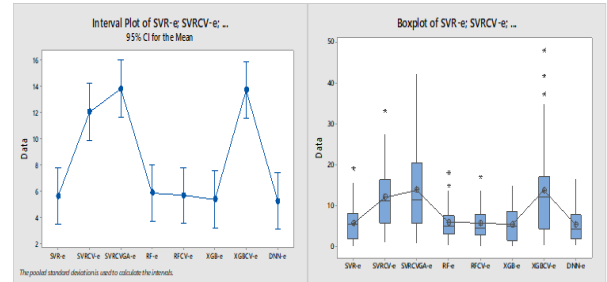 Interval Plot of SVR-e; SVRCV-e; ...
95% CI for the Mean
16
14
12
10
8
6
4
2
Data
SVR-e SVRCV-e SVRCVGA-e RF-e RFCV-e XGB-e XGBCV-e DNN-e
The pooled standard deviation is used to calculate the intervals.
Boxplot of SVR-e; SVRCV-e; ...
50
40
30
20
10
0
Data
SVR-e SVRCV-e SVRCVGA-e RF-e RFCV-e XGB-e XGBCV-e DNN-e